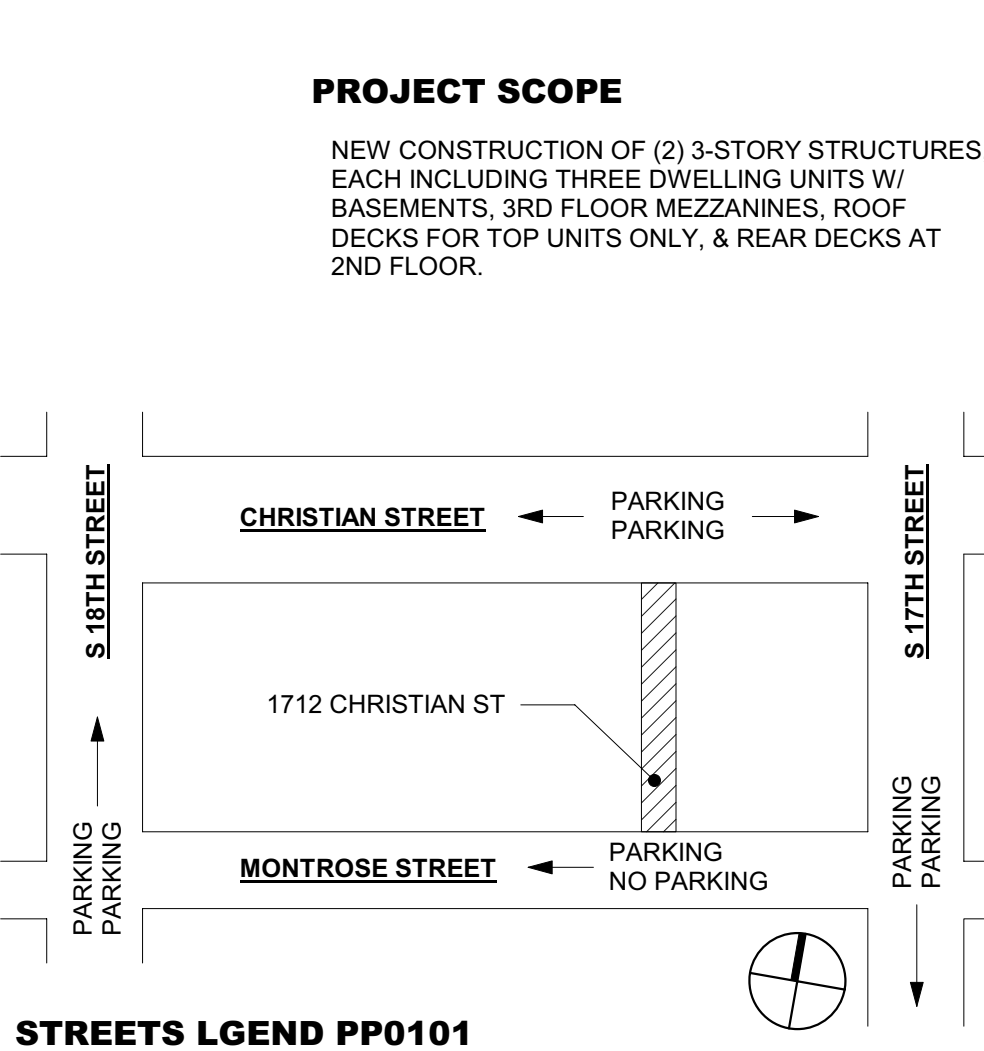 PROJECT SCOPE
NEW CONSTRUCTION OF (2) 3-STORY STRUCTURES
EACH INCLUDING THREE DWELLING UNITS W/
BASEMENTS, 3RD FLOOR MEZZANINES, ROOF
DECKS FOR TOP UNITS ONLY, & REAR DECKS AT
2ND FLOOR.
S 18TH STREET
CHRISTIAN STREET
PARKING
PARKING
S 17TH STREET
1712 CHRISTIAN ST
PARKING
PARKING
MONTROSE STREET
PARKING
NO PARKING
PARKING
PARKING
STREETS LGEND PP0101